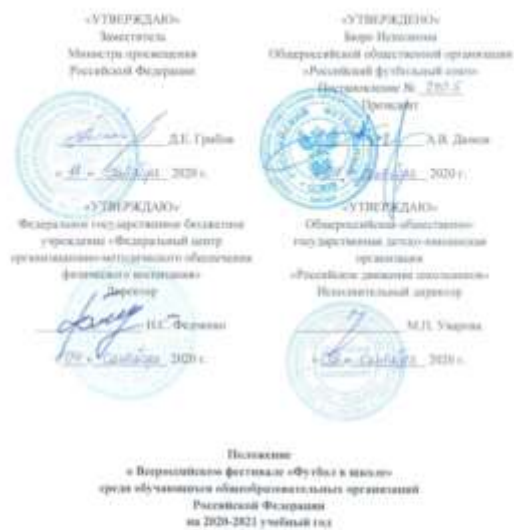 «УТВЕРЖДАЮ»
Заместитель
Министра просвещения
Российской Федерации
Д.Е. Грибов
2020 г.
«УТВЕРЖДЕНО»
Бюро Исполкома
Общероссийской общественной организации
«Российский футбольный союз»
Постановление №
Президент
А.В. Дюков
2020 г.
«УТВЕРЖДАЮ»
Федеральное государственное бюджетное
учреждение «Федеральный центр
организационно-методического обеспечения
физического воспитания»
Директор
Н.С. Федченко
2020 г.
«УТВЕРЖДАЮ»
Общероссийская общественно-
государственная детско-юношеская
организация
«Российское движение школьников»
Исполнительный директор
2020 г.
Положение
о Всероссийском фестивале «Футбол в школе»
среди обучающихся общеобразовательных организаций
Российской Федерации
на 2020-2021 учебный год